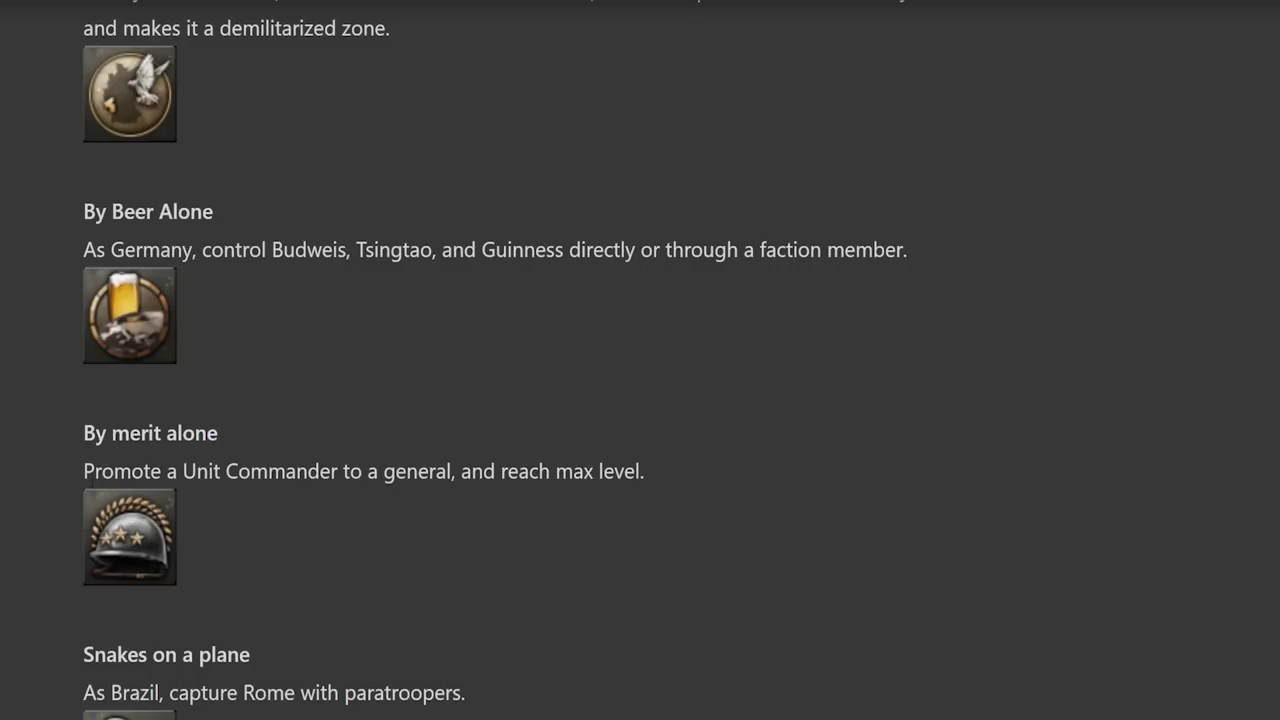 and makes it a demilitarized zone.
By Beer Alone
As Germany, control Budweis, Tsingtao, and Guinness directly or through a faction member.
By merit alone
Promote a Unit Commander to a general, and reach max level.
Snakes on a plane
As Brazil, capture Rome with paratroopers.